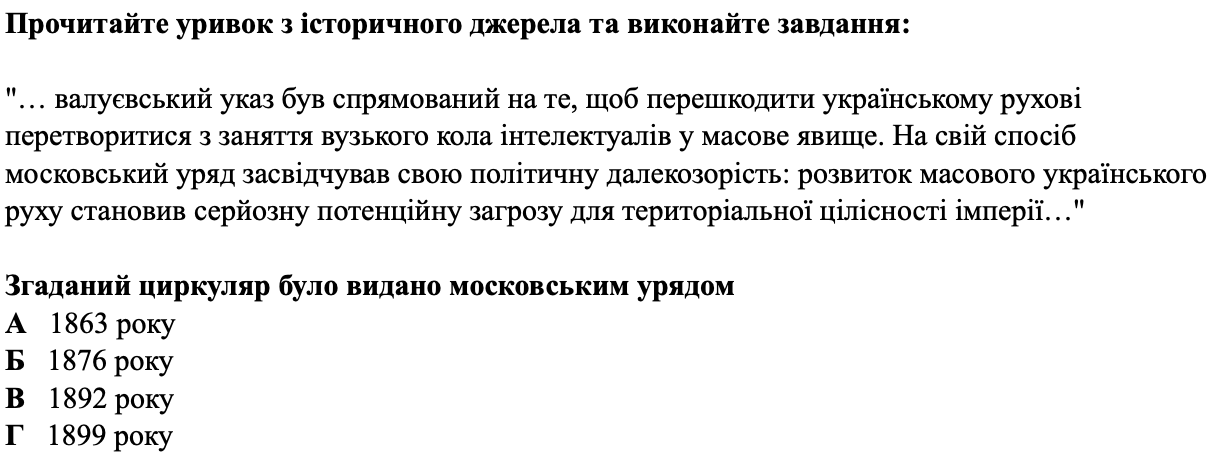 Прочитайте уривок з історичного джерела та виконайте завдання:
"… валуєвський указ був спрямований на те, щоб перешкодити українському рухові
перетворитися з заняття вузького кола інтелектуалів у масове явище. На свій спосіб
московський уряд засвідчував свою політичну далекозорість: розвиток масового українського
руху становив серйозну потенційну загрозу для територіальної цілісності імперії…"
Згаданий циркуляр було видано московським урядом
А 1863 року
Б 1876 року
В 1892 року
Г 1899 року